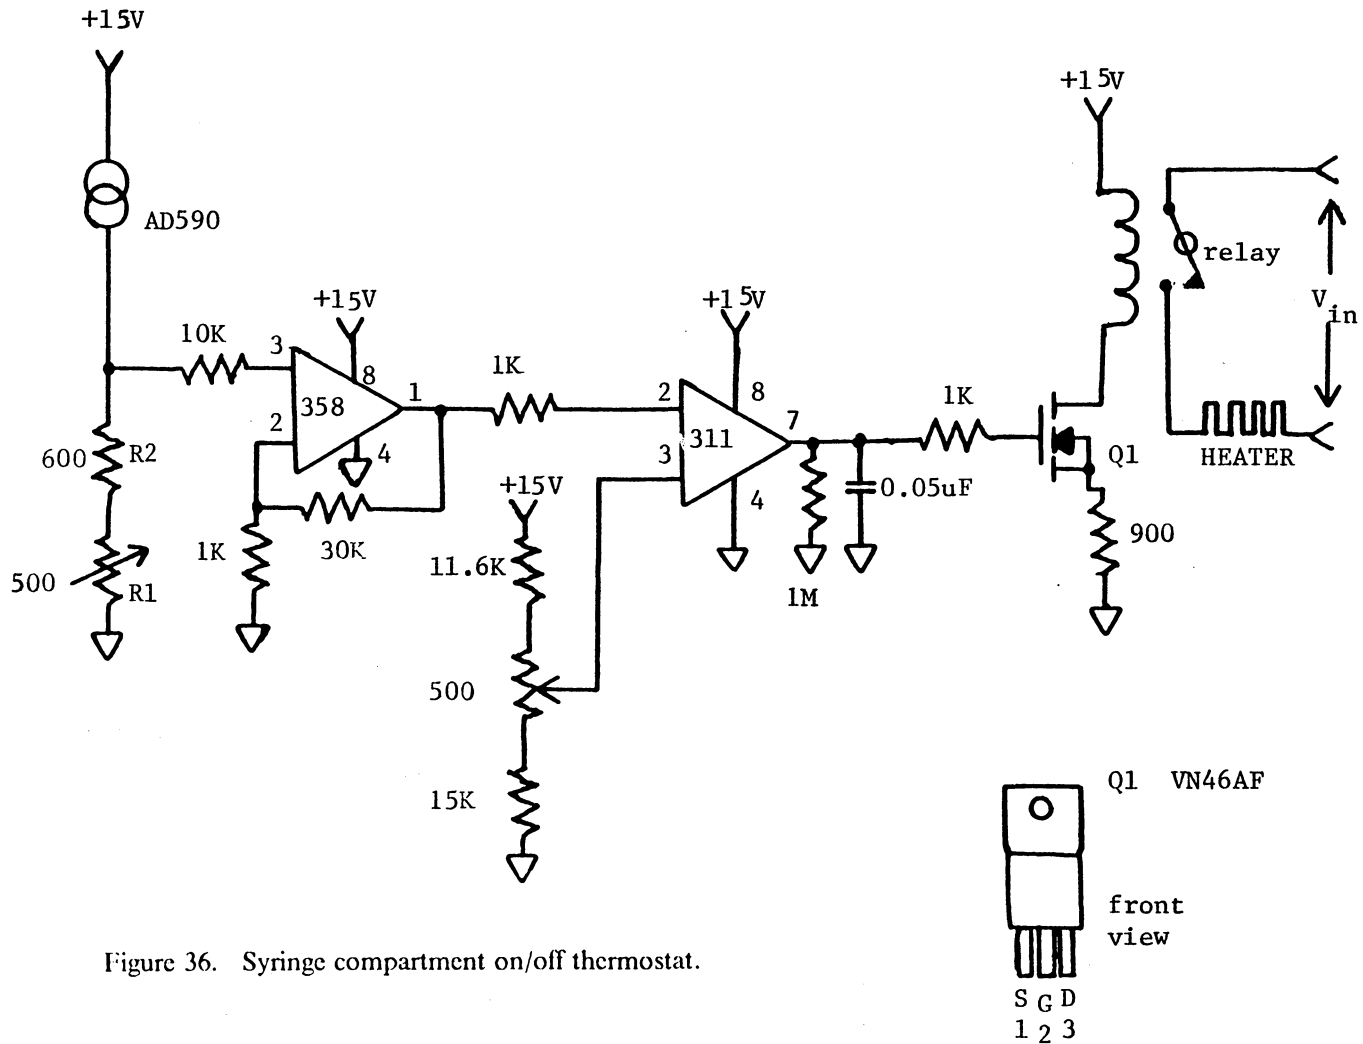 +15V
AD590
10K
3
+15V
8
358
1
2
4
600
R2
30K
1K
500
R1
1K
+15V
2
8
311
7
3
4
+15V
11.6K
500
15K
1M
0.05uF
1K
+15V
relay
V in
HEATER
Q1
900
Q1 VN46AF
front
view
S G D
1 2 3
Figure 36. Syringe compartment on/off thermostat.